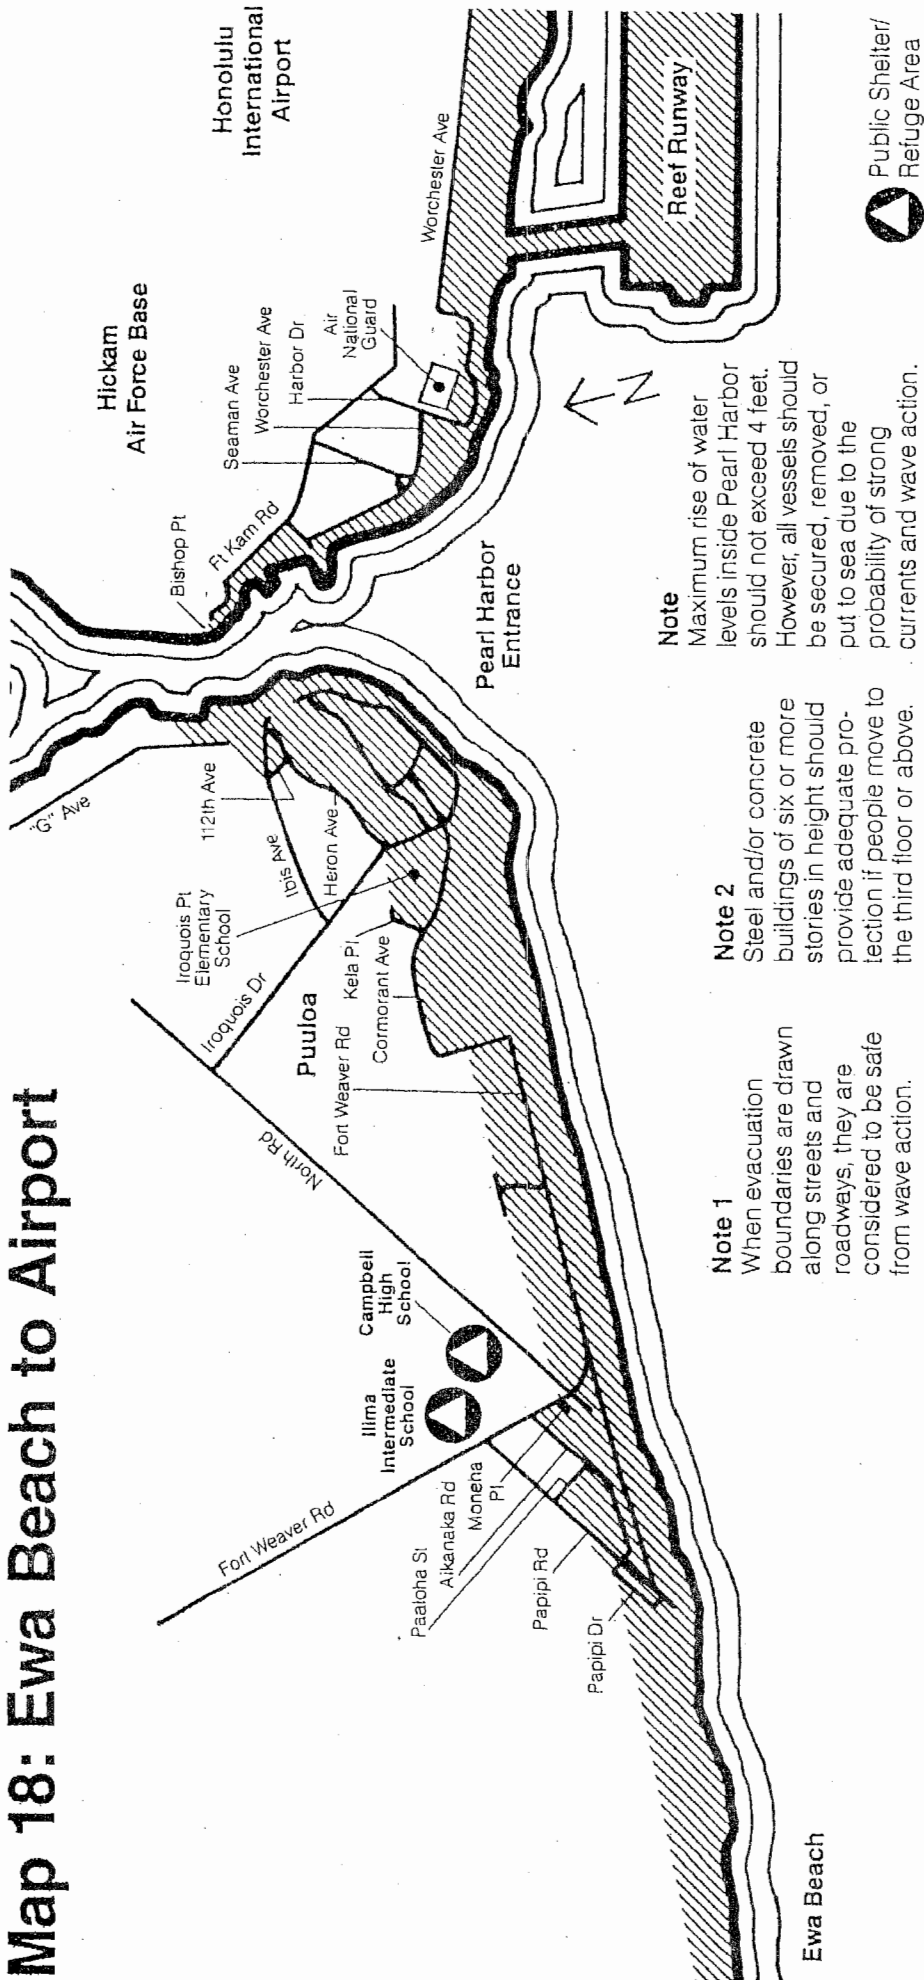 Map 18: Ewa Beach to Airport
Honolulu
International
Airport
Hickam
Air Force Base
Worchester Ave
Reef Runway
Air
National
Guard
Harbor Dr
Worchester Ave
Seaman Ave
Ft Kam Rd
Bishop Pt
Pearl Harbor
Entrance
N
"G" Ave
112th Ave
Ibis Ave
Heron Ave
Iroquois Pt
Elementary
School
Iroquois Dr
Puuloa
Kela Pl
Cormorant Ave
Fort Weaver Rd
North Rd
Campbell
High
School
Ilima
Intermediate
School
Fort Weaver Rd
Moneha
Pl
Aikanaka Rd
Paaloha St
Papipi Rd
Papipi Dr
Ewa Beach
Note 1
When evacuation
boundaries are drawn
along streets and
roadways, they are
considered to be safe
from wave action.
Note 2
Steel and/or concrete
buildings of six or more
stories in height should
provide adequate pro-
tection if people move to
the third floor or above.
Note
Maximum rise of water
levels inside Pearl Harbor
should not exceed 4 feet.
However, all vessels should
be secured, removed, or
put to sea due to the
probability of strong
currents and wave action.
Public Shelter/
Refuge Area